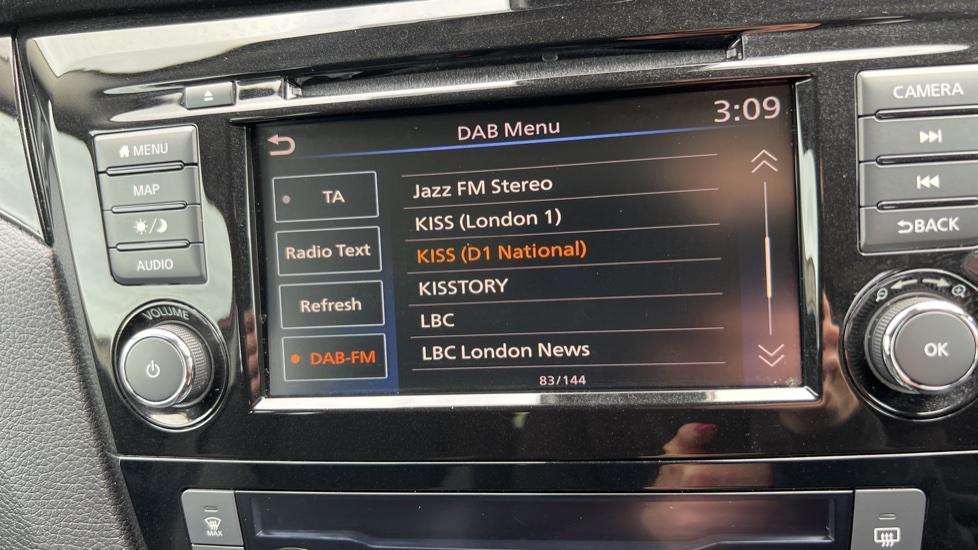 DAB Menu
3:09
TA
Radio Text
Refresh
DAB-FM
Jazz FM Stereo
KISS (London 1)
KISS (D1 National)
KISSTORY
LBC
LBC London News
83/144
MENU
MAP
AUDIO
VOLUME
CAMERA
BACK
OK
MAX